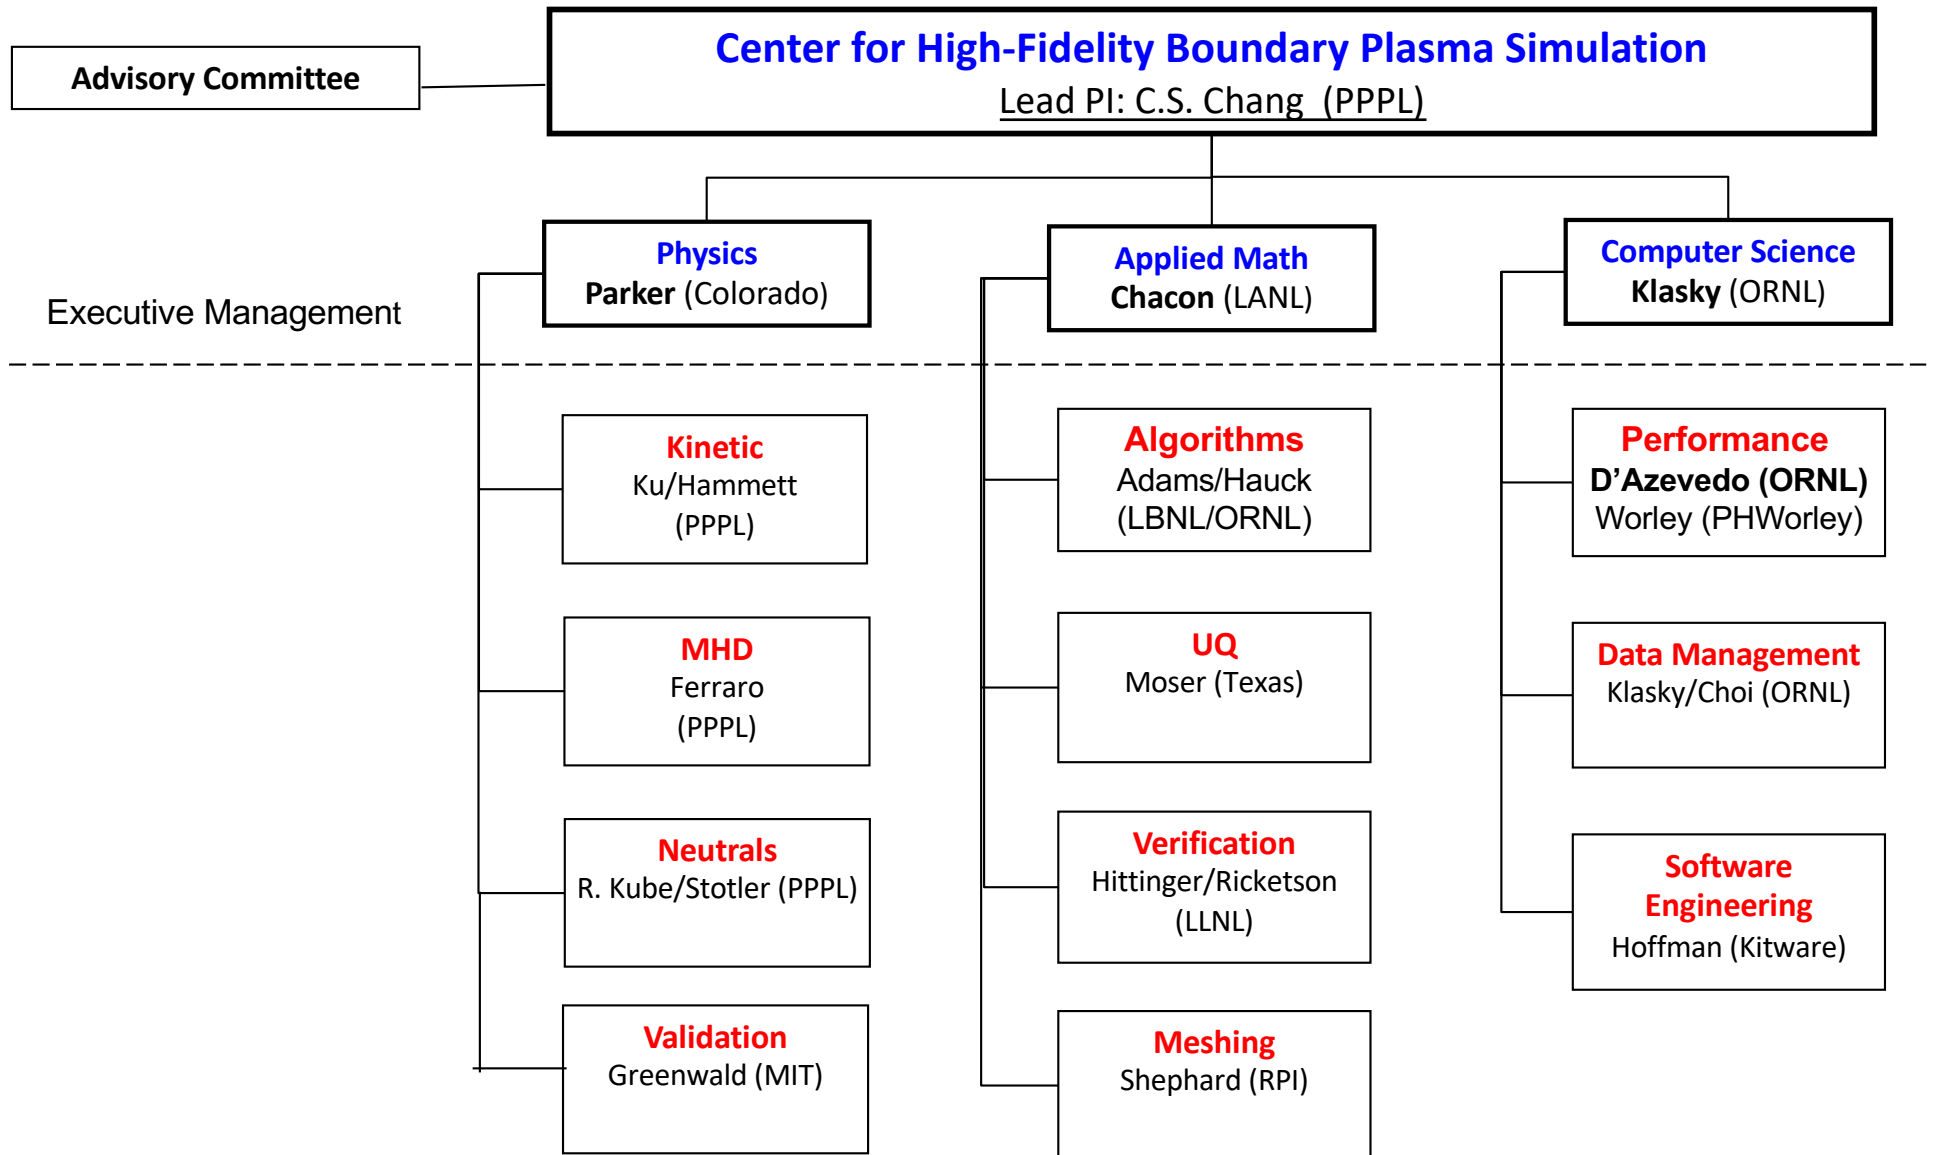 Center for High-Fidelity Boundary Plasma Simulation
Lead PI: C.S. Chang (PPPL)
Advisory Committee
Executive Management
Physics
Parker (Colorado)
Applied Math
Chacon (LANL)
Computer Science
Klasky (ORNL)
Kinetic
Ku/Hammett
(PPPL)
MHD
Ferraro
(PPPL)
Neutrals
R. Kube/Stotler (PPPL)
Validation
Greenwald (MIT)
Algorithms
Adams/Hauck
(LBNL/ORNL)
UQ
Moser (Texas)
Verification
Hittinger/Ricketson
(LLNL)
Meshing
Shephard (RPI)
Performance
D’Azevedo (ORNL)
Worley (PHWorley)
Data Management
Klasky/Choi (ORNL)
Software
Engineering
Hoffman (Kitware)